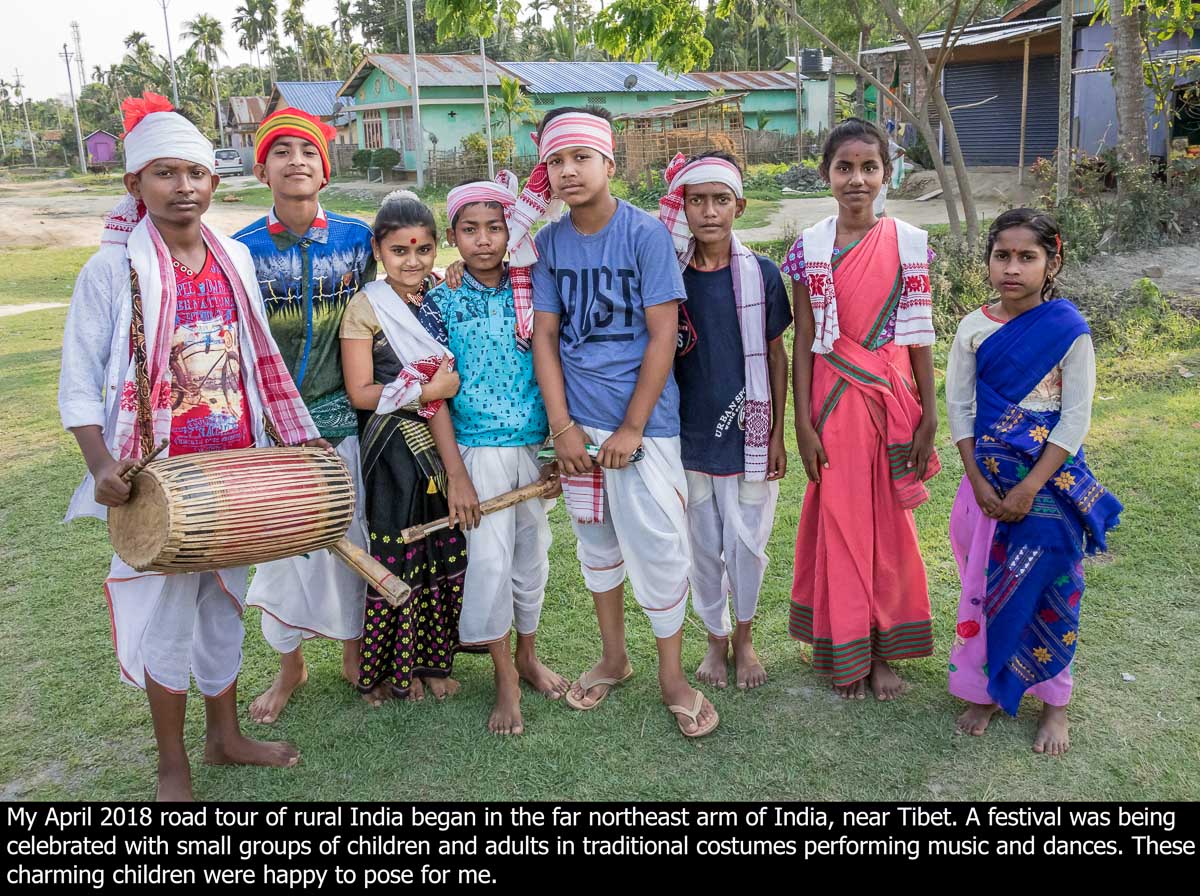 TRUST
URBAN
My April 2018 road tour of rural India began in the far northeast arm of India, near Tibet. A festival was being
celebrated with small groups of children and adults in traditional costumes performing music and dances. These
charming children were happy to pose for me.